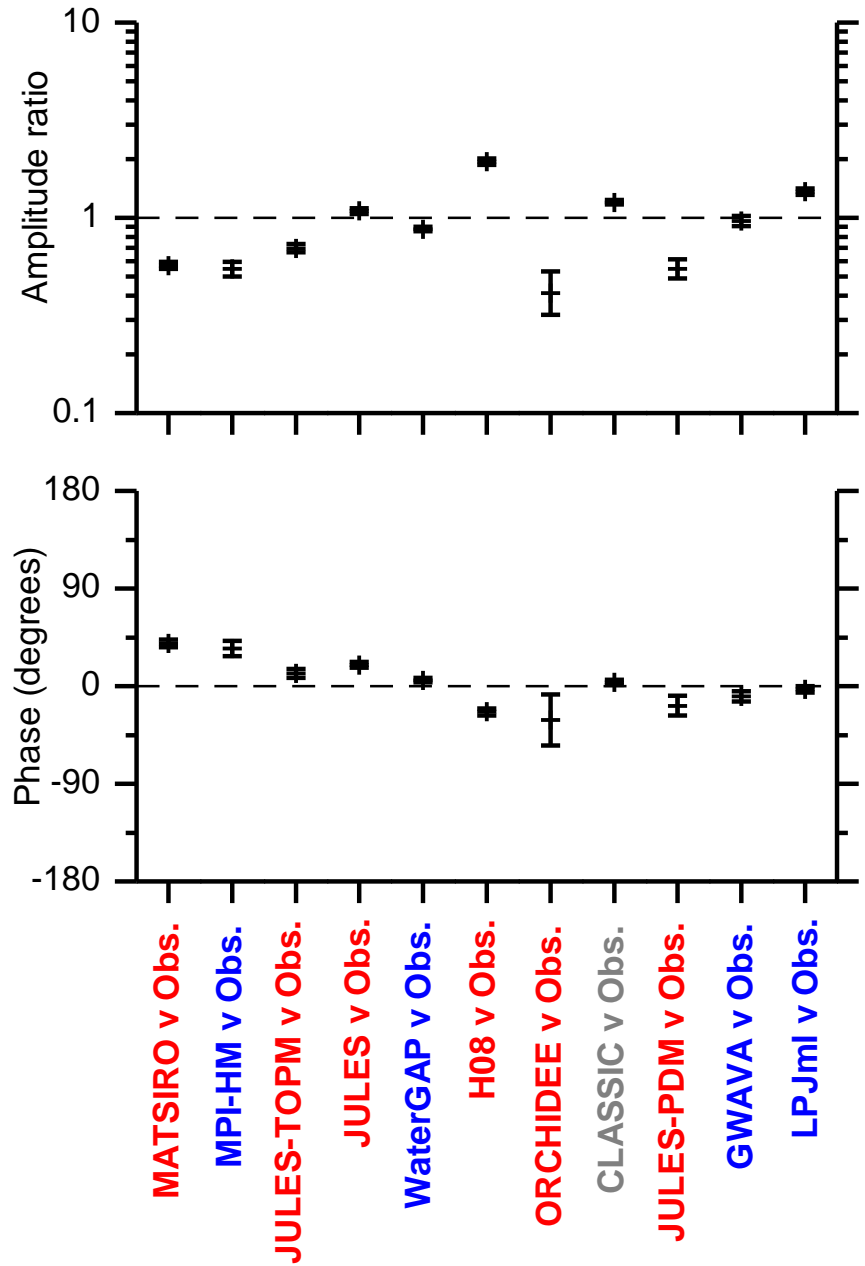 10
1
0.1
Amplitude ratio
180
90
0
-90
-180
Phase (degrees)
MATSIRO v Obs.
MPI-HM v Obs.
JULES-TOPM v Obs.
JULES v Obs.
WaterGAP v Obs.
H08 v Obs.
ORCHIDEE v Obs.
CLASSIC v Obs.
JULES-PDM v Obs.
GWAVA v Obs.
LPJml v Obs.